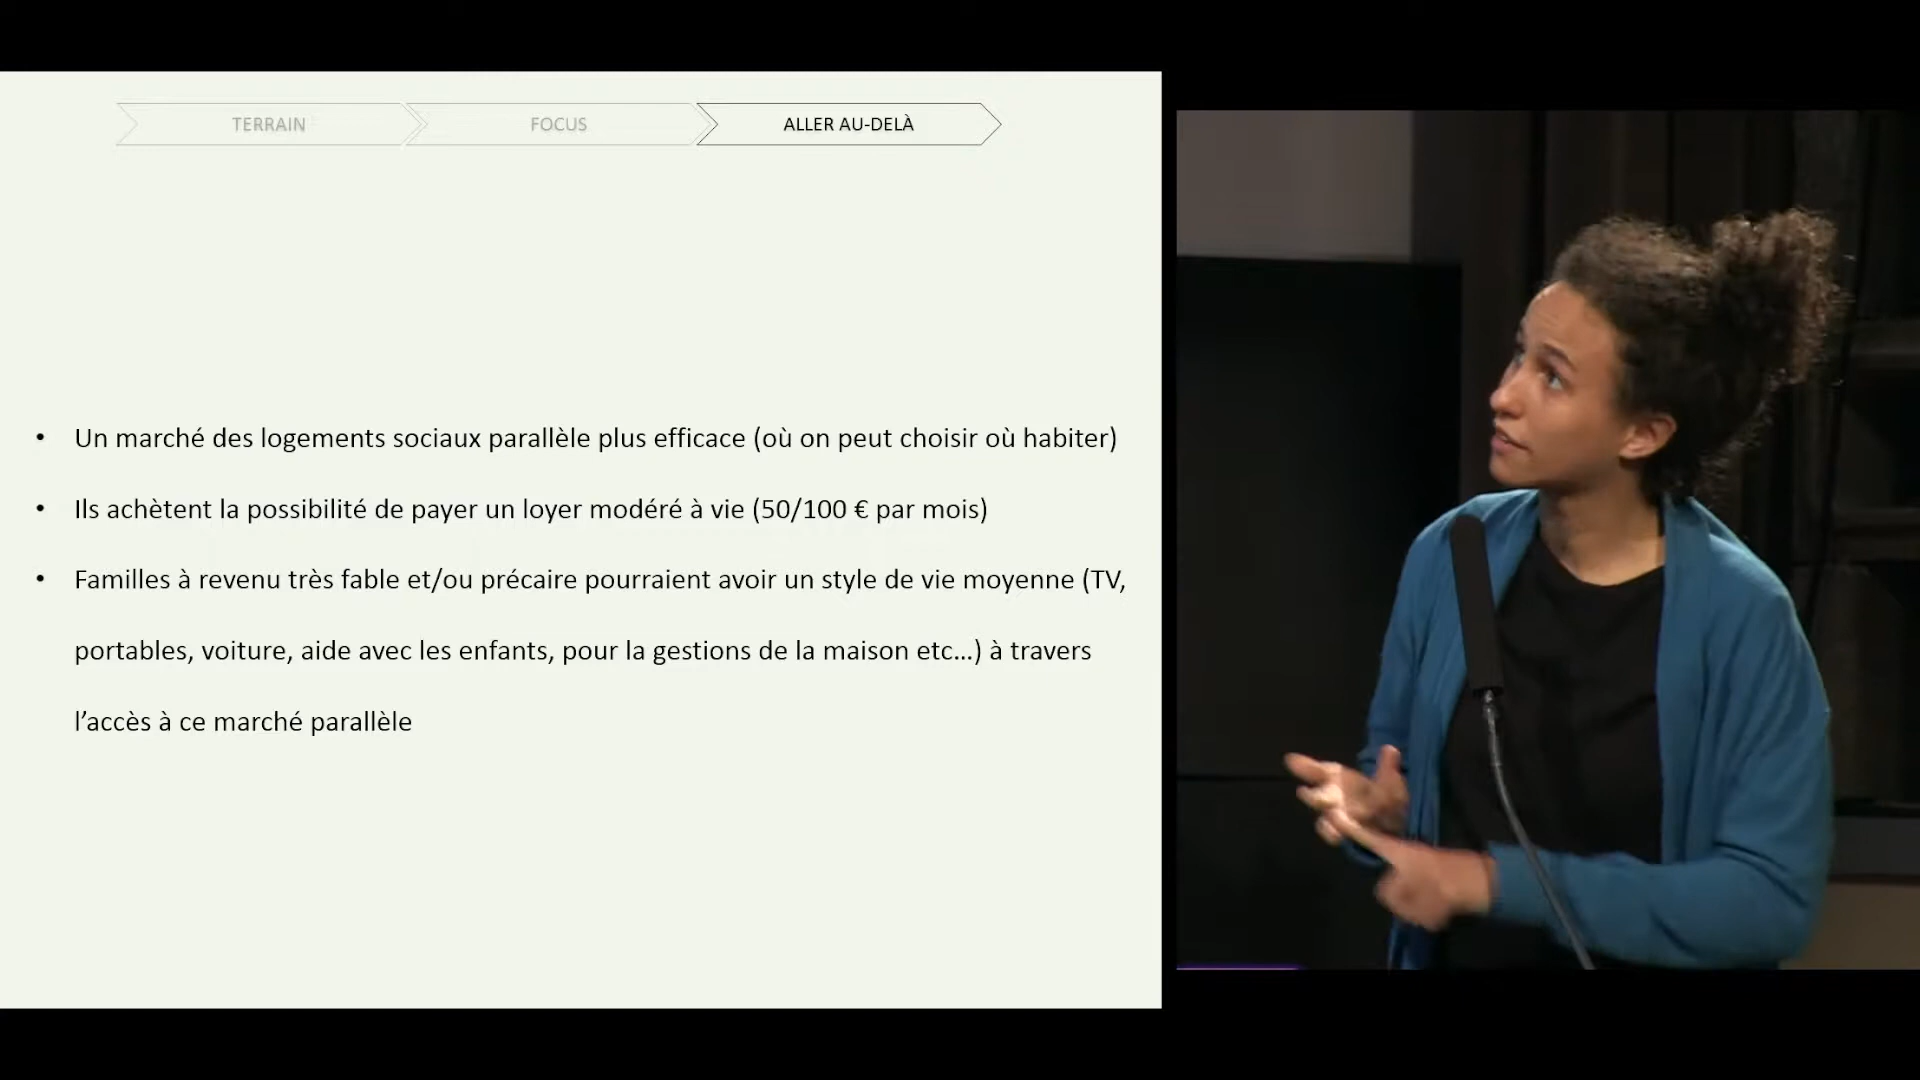 TERRAIN
FOCUS
ALLER AU-DELÀ
• Un marché des logements sociaux parallèle plus efficace (où on peut choisir où habiter)
• Ils achètent la possibilité de payer un loyer modéré à vie (50/100 € par mois)
• Familles à revenu très fable et/ou précaire pourraient avoir un style de vie moyenne (TV,
portables, voiture, aide avec les enfants, pour la gestions de la maison etc...) à travers
l’accès à ce marché parallèle